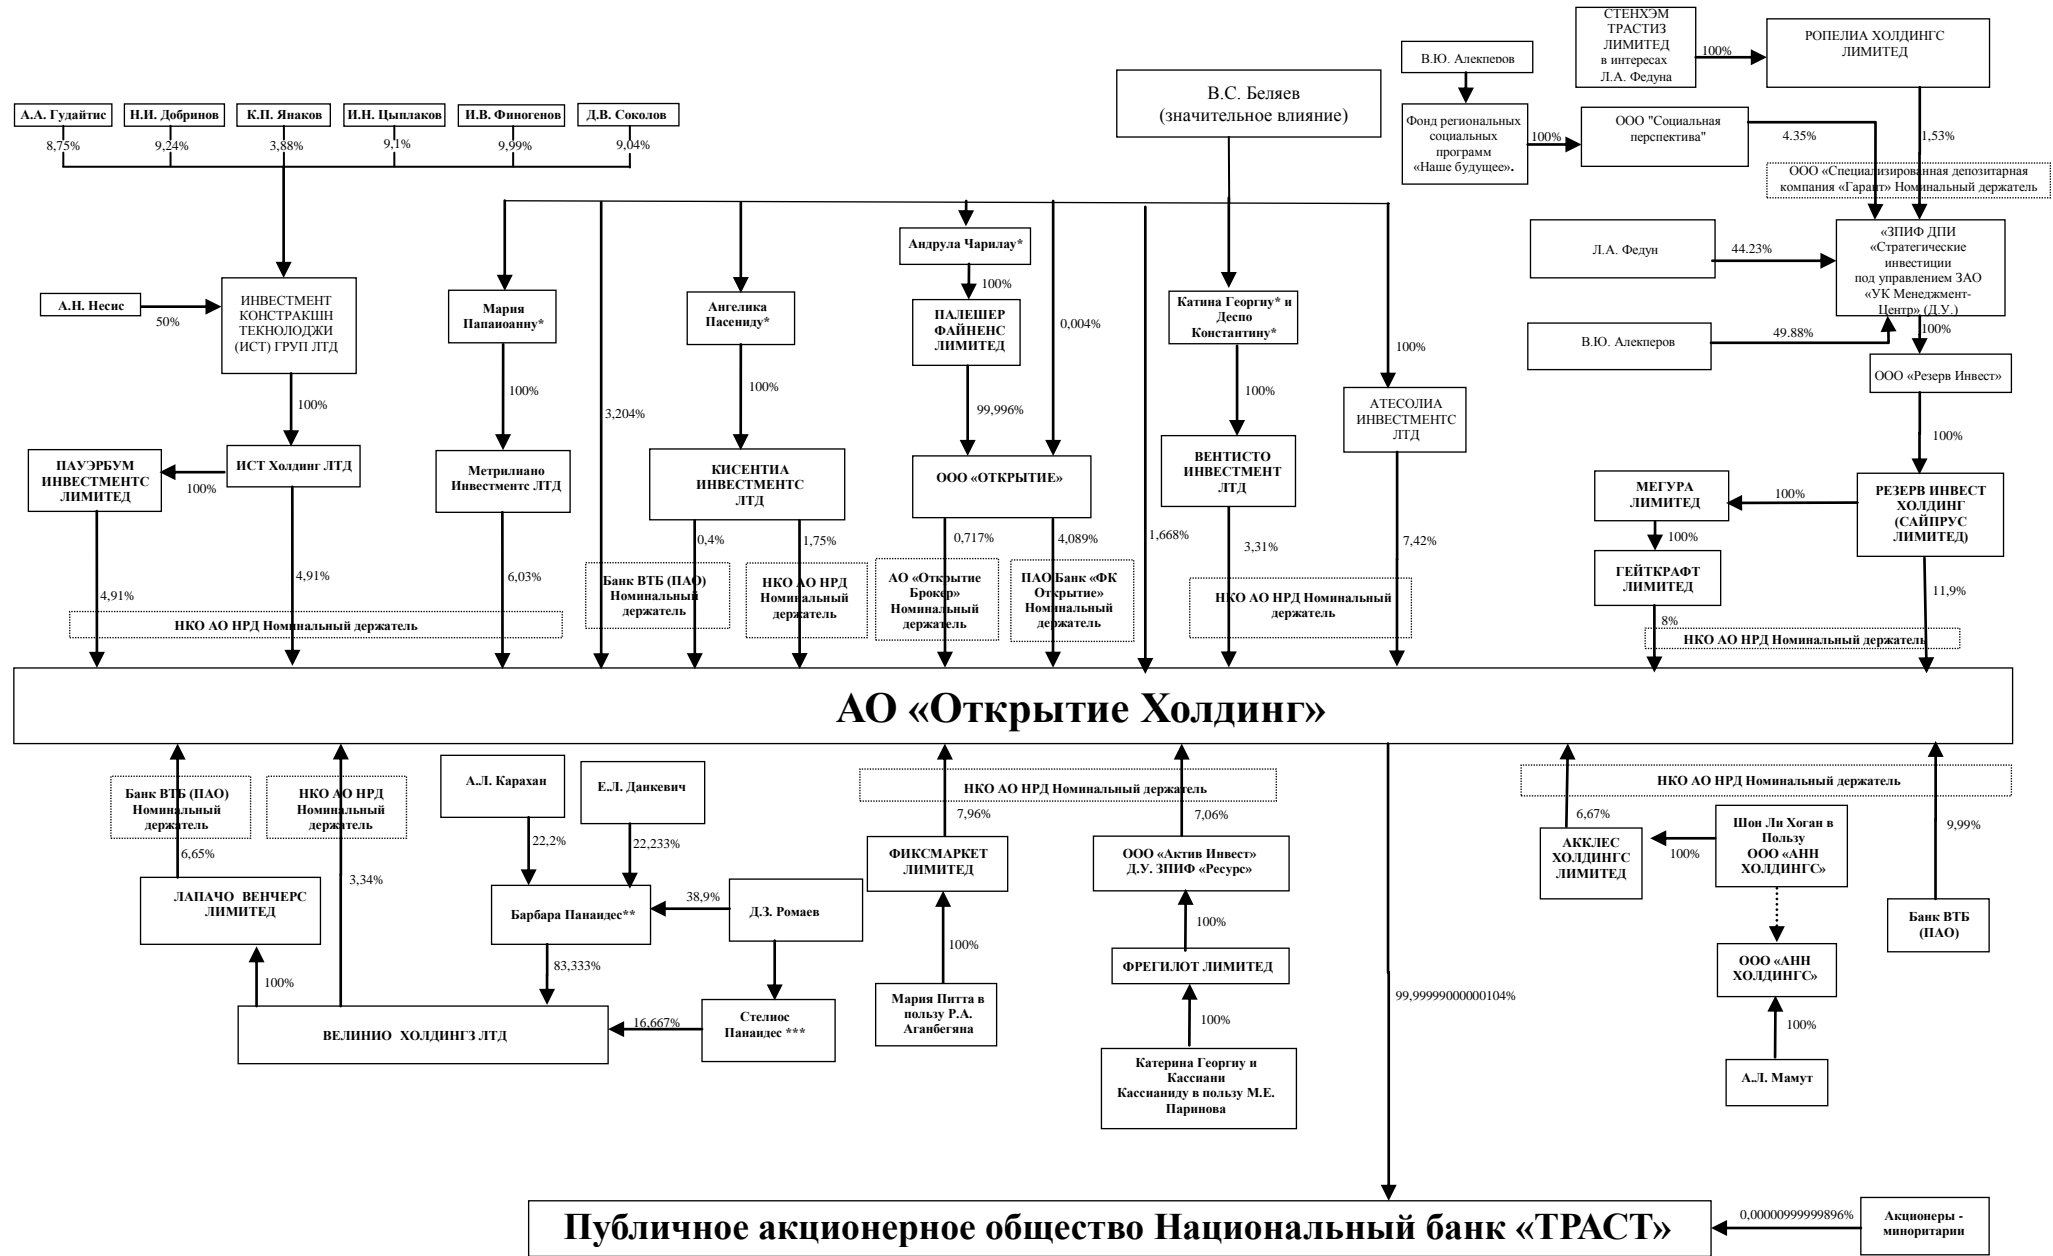 СТЕНХЭМ
ТРАСТИЗ
ЛИМИТЕД
в интересах
Л.А. Федуна
100%
РОПЕЛИА ХОЛДИНГС
ЛИМИТЕД
В.Ю. Алекперов
В.С. Беляев
(значительное влияние)
А.А. Гудайтис
Н.И. Добринов
К.П. Янаков
И.Н. Цыплаков
И.В. Финогенов
Д.В. Соколов
8,75%
9,24%
3,88%
9,1%
9,99%
9,04%
Фонд региональных
социальных
программ
«Наше будущее».
100%
ООО "Социальная
перспектива"
4.35%
1,53%
ООО «Специализированная депозитарная
компания «Гарант» Номинальный держатель
Л.А. Федун
44.23%
«ЗПИФ ДПИ
«Стратегические
инвестиции
под управлением ЗАО
«УК Менеджмент-
Центр» (Д.У.)
В.Ю. Алекперов
49.88%
100%
ООО «Резерв Инвест»
100%
А.Н. Несис
50%
ИНВЕСТМЕНТ
КОНСТРАКШН
ТЕКНОЛОДЖИ
(ИСТ) ГРУП ЛТД
100%
Мария
Папаиоанну*
100%
3,204%
Ангелика
Пасениду*
100%
Андрула Чарилау*
100%
ПАЛЕШЕР
ФАЙНЕНС
ЛИМИТЕД
99,996%
0,004%
Катина Георгиу* и
Деспо
Константину*
100%
100%
АТЕСОЛИА
ИНВЕСТМЕНТС
ЛТД
ПАУЭРБУМ
ИНВЕСТМЕНТС
ЛИМИТЕД
100%
ИСТ Холдинг ЛТД
Метрилиано
Инвестментс ЛТД
КИСЕНТИА
ИНВЕСТМЕНТС
ЛТД
ООО «ОТКРЫТИЕ»
ВЕНТИСТО
ИНВЕСТМЕНТ
ЛТД
МЕГУРА
ЛИМИТЕД
100%
РЕЗЕРВ ИНВЕСТ
ХОЛДИНГ
(САЙПРУС
ЛИМИТЕД)
100%
ГЕЙТКРАФТ
ЛИМИТЕД
4,91%
4,91%
6,03%
0,4%
1,75%
0,717%
4,089%
1,668%
3,31%
7,42%
8%
11,9%
НКО АО НРД Номинальный держатель
Банк ВТБ (ПАО)
Номинальный
держатель
НКО АО НРД
Номинальный
держатель
АО «Открытие
Брокер»
Номинальный
держатель
ПАО Банк «ФК
Открытие»
Номинальный
держатель
НКО АО НРД Номинальный
держатель
НКО АО НРД Номинальный держатель
АО «Открытие Холдинг»
Банк ВТБ (ПАО)
Номинальный
держатель
НКО АО НРД
Номинальный
держатель
А.Л. Карахан
Е.Л. Данкевич
НКО АО НРД Номинальный держатель
НКО АО НРД Номинальный держатель
6,65%
3,34%
22,2%
22,233%
7,96%
7,06%
6,67%
9,99%
ЛАПАЧО ВЕНЧЕРС
ЛИМИТЕД
Барбара Панаидес**
38,9%
Д.З. Ромаев
ФИКСМАРКЕТ
ЛИМИТЕД
ООО «Актив Инвест»
Д.У. ЗПИФ «Ресурс»
АККЛЕС
ХОЛДИНГС
ЛИМИТЕД
100%
Шон Ли Хоган в
Пользу
ООО «АНН
ХОЛДИНГС»
Банк ВТБ
(ПАО)
100%
83,333%
100%
100%
ФРЕГИЛОТ ЛИМИТЕД
ООО «АНН
ХОЛДИНГС»
ВЕЛИНИО ХОЛДИНГЗ ЛТД
16,667%
Стелиос
Панаидес ***
Мария Питта в
пользу Р.А.
Аганбегяна
100%
99,99999000000104%
100%
Катерина Георгиу и
Кассиани
Кассианиду в пользу М.Е.
Паринова
А.Л. Мамут
Публичное акционерное общество Национальный банк «ТРАСТ»
0,00000999999896%
Акционеры -
миноритарии